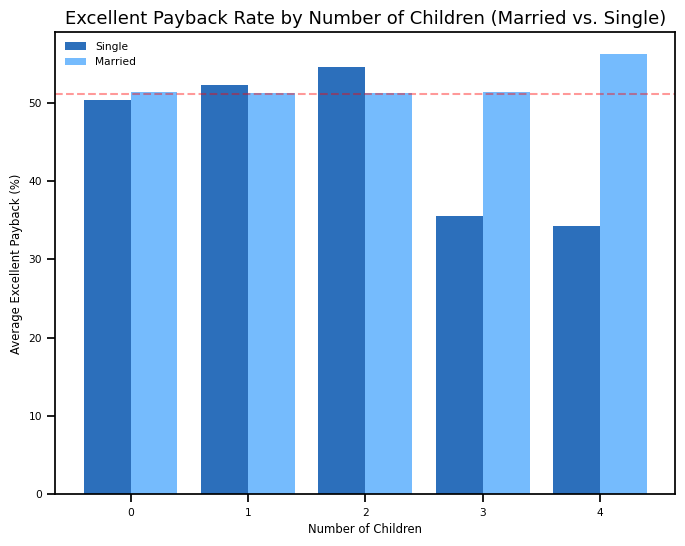 Excellent Payback Rate by Number of Children (Married vs. Single)
Single
Married
Average Excellent Payback (%)
50
40
30
20
10
0
0 1 2 3 4
Number of Children